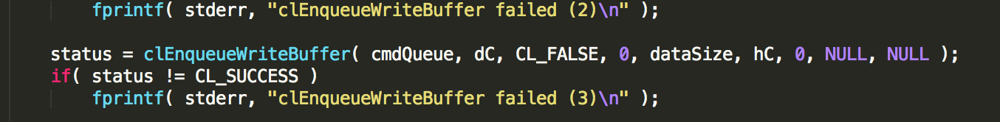 fprintf( stderr, "clEnqueueWriteBuffer failed (2)\n" );
status = clEnqueueWriteBuffer( cmdQueue, dC, CL_FALSE, 0, dataSize, hC, 0, NULL, NULL );
if( status != CL_SUCCESS )
fprintf( stderr, "clEnqueueWriteBuffer failed (3)\n" );